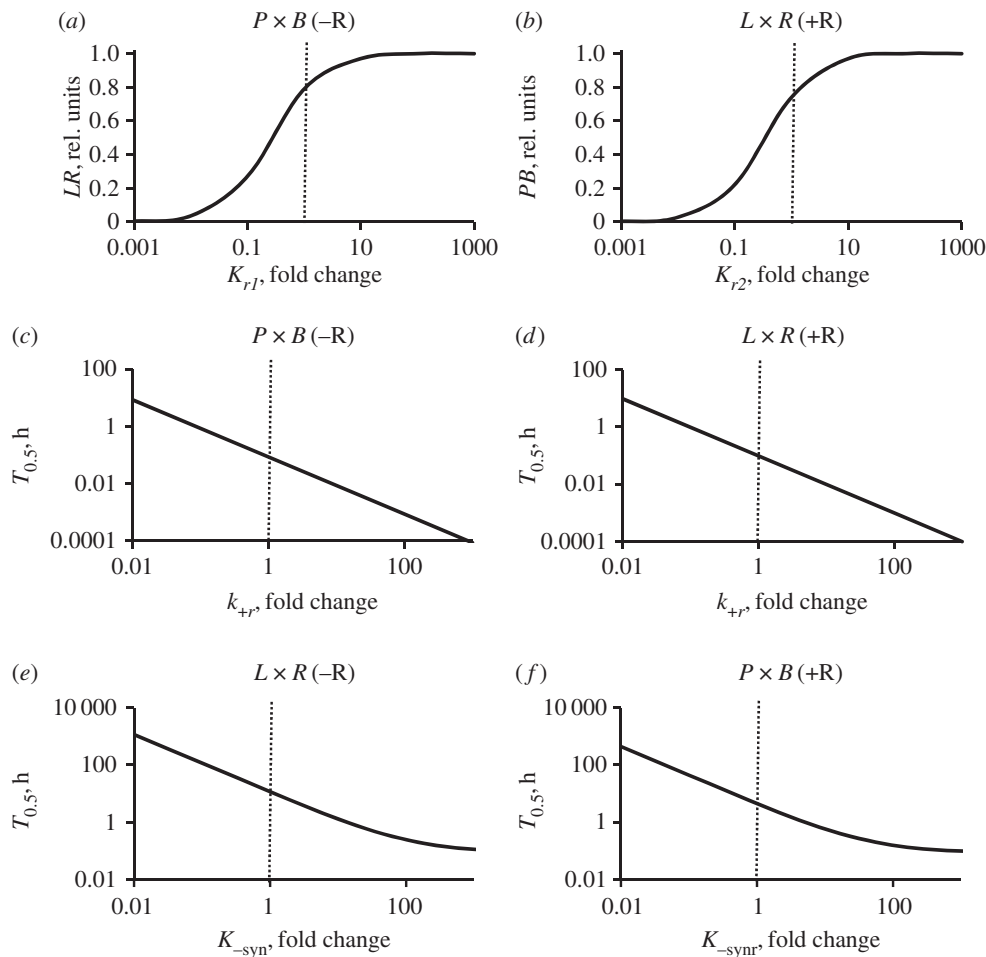 (a) P × B (–R)
LR, rel. units
1.0
0.8
0.6
0.4
0.2
0
0.001 0.1 10 1000
K_r1, fold change
(b) L × R (+R)
PB, rel. units
1.0
0.8
0.6
0.4
0.2
0
0.001 0.1 10 1000
K_r2, fold change
(c) P × B (–R)
T_0.5, h
100
1
0.01
0.0001
0.01 1 100
k_+r, fold change
(d) L × R (+R)
T_0.5, h
100
1
0.01
0.0001
0.01 1 100
k_+r, fold change
(e) L × R (–R)
T_0.5, h
10 000
100
1
0.01
0.01 1 100
K_–syn, fold change
(f) P × B (+R)
T_0.5, h
10 000
100
1
0.01
0.01 1 100
K_–synr, fold change